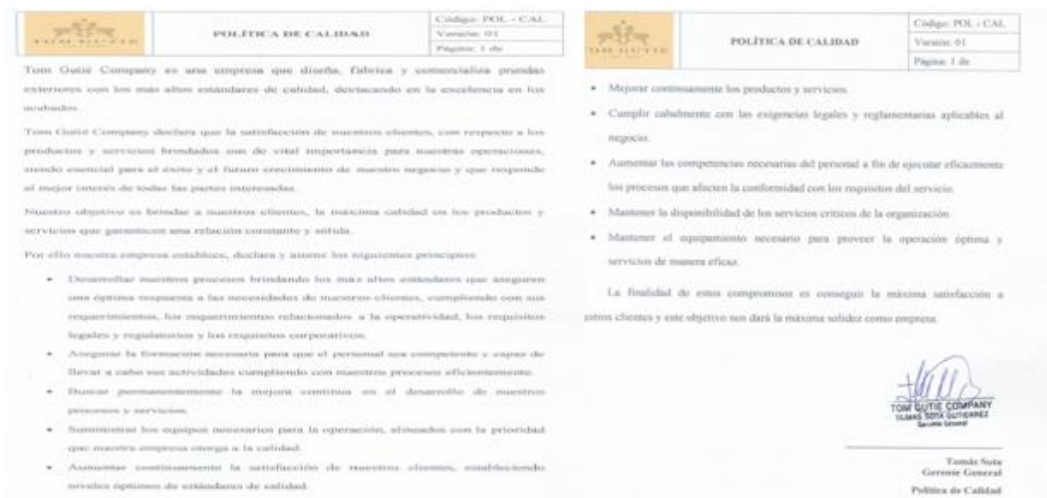 TOM GUTIE
POLÍTICA DE CALIDAD
Código: POL - CAL
Versión: 01
Página: 1 de
Tom Gutié Company es una empresa que diseña, fabrica y comercializa prendas
exteriores con los más altos estándares de calidad, destacando en la excelencia en los
acabados.
Tom Gutié Company declara que la satisfacción de nuestros clientes, con respecto a los
productos y servicios brindados son de vital importancia para nuestras operaciones,
siendo esencial para el éxito y el futuro crecimiento de nuestro negocio y que responde
al mejor interés de todas las partes interesadas.
Nuestro objetivo es brindar a nuestros clientes, la máxima calidad en los productos y
servicios que garanticen una relación constante y sólida.
Por ello nuestra empresa establece, declara y asume los siguientes principios:
• Desarrollar nuestros procesos brindando los más altos estándares que aseguren
una óptima respuesta a las necesidades de nuestros clientes, cumpliendo con sus
requerimientos, los requerimientos relacionados a la operatividad, los requisitos
legales y regulatorios y los requisitos corporativos.
• Asegurar la formación necesaria para que el personal sea competente y capaz de
llevar a cabo sus actividades cumpliendo con nuestros procesos eficientemente.
• Buscar permanentemente la mejora continua en el desarrollo de nuestros
procesos y servicios.
• Suministrar los equipos necesarios para la operación, alineados con la prioridad
que nuestra empresa otorga a la calidad.
• Aumentar continuamente la satisfacción de nuestros clientes, estableciendo
niveles óptimos de estándares de calidad.
TOM GUTIE
POLÍTICA DE CALIDAD
Código: POL - CAL
Versión: 01
Página: 1 de
• Mejorar continuamente los productos y servicios.
• Cumplir cabalmente con las exigencias legales y reglamentarias aplicables al
negocio.
• Aumentar las competencias necesarias del personal a fin de ejecutar eficazmente
los procesos que afecten la conformidad con los requisitos del servicio.
• Mantener la disponibilidad de los servicios críticos de la organización.
• Mantener el equipamiento necesario para proveer la operación óptima y
servicios de manera eficaz.
La finalidad de estos compromisos es conseguir la máxima satisfacción a
estros clientes y este objetivo nos dará la máxima solidez como empresa.
TOM GUTIE COMPANY
SOTA GUTIERREZ
Gerente General
Tomás Sota
Gerente General
Política de Calidad